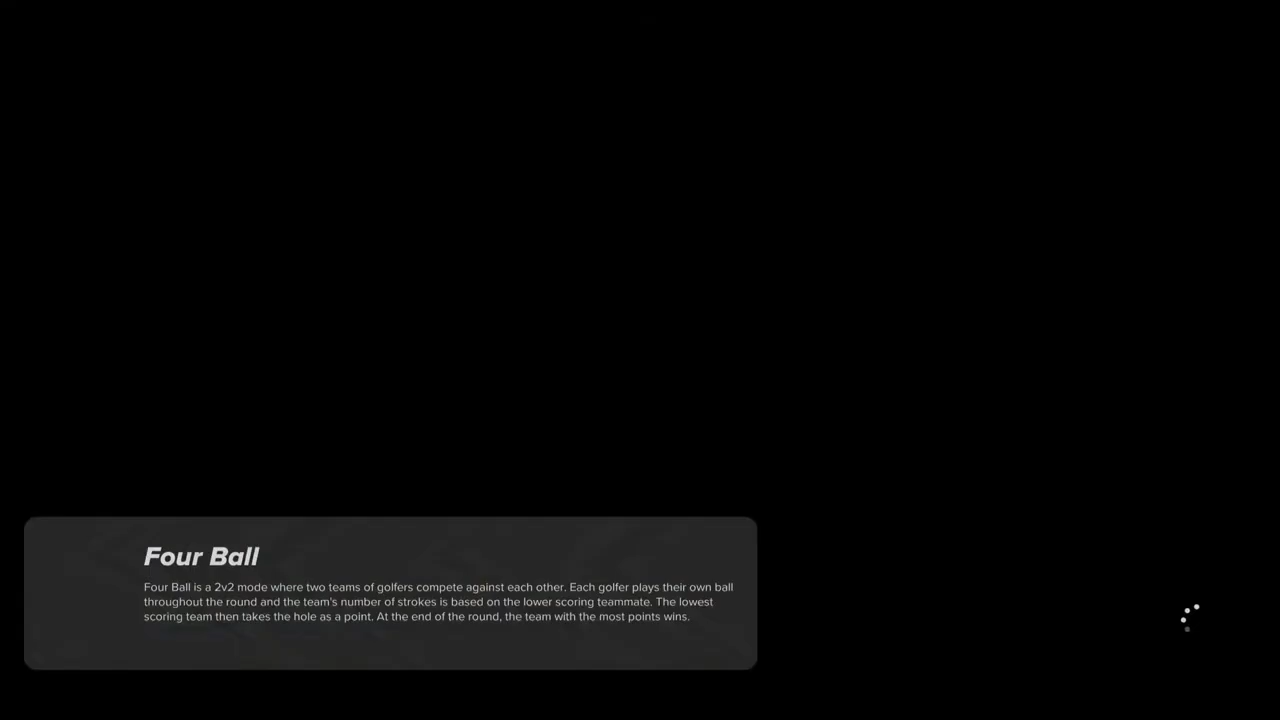 Four Ball
Four Ball is a 2v2 mode where two teams of golfers compete against each other. Each golfer plays their own ball
throughout the round and the team's number of strokes is based on the lower scoring teammate. The lowest
scoring team then takes the hole as a point. At the end of the round, the team with the most points wins.